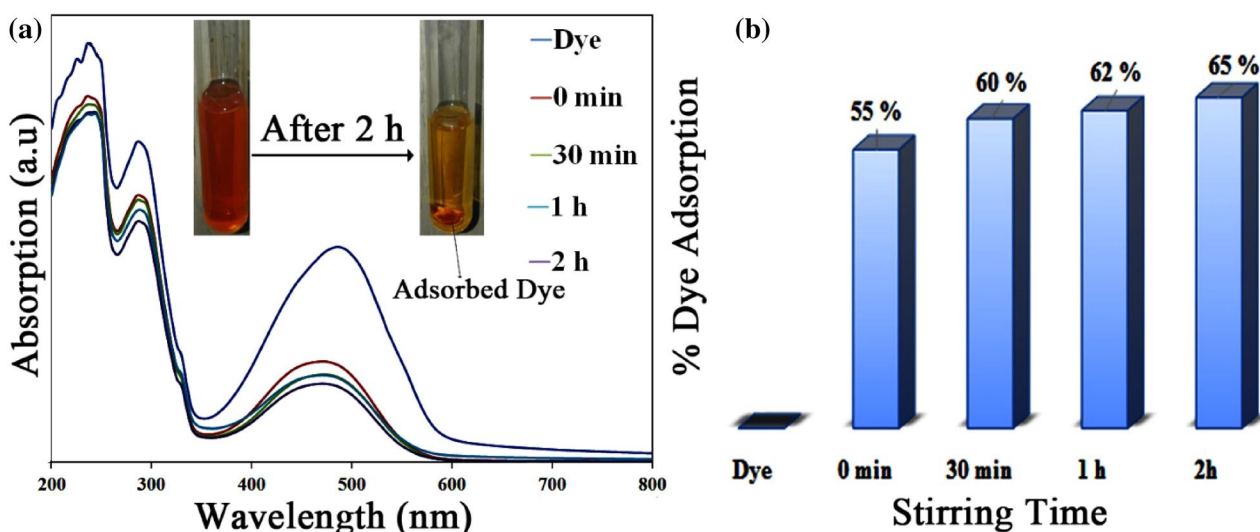 (a)
Absorption (a.u)
After 2 h
Adsorbed Dye
Dye
0 min
30 min
1 h
2 h
200 300 400 500 600 700 800
Wavelength (nm)
(b)
% Dye Adsorption
55 %
60 %
62 %
65 %
Dye 0 min 30 min 1 h 2h
Stirring Time